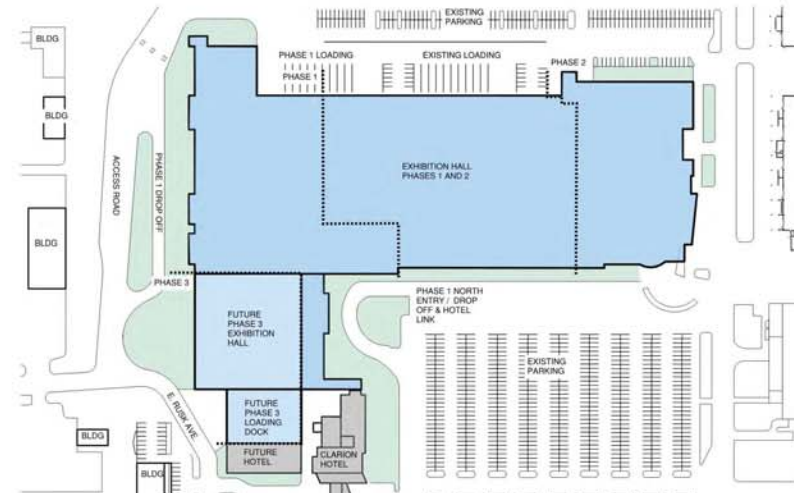 EXISTING
PARKING
BLDG
PHASE 1 LOADING
EXISTING LOADING
PHASE 1
PHASE 2
BLDG
EXHIBITION HALL
PHASES 1 AND 2
ACCESS ROAD
PHASE 1 DROP OFF
BLDG
PHASE 3
PHASE 1 NORTH
ENTRY / DROP
OFF & HOTEL
LINK
FUTURE
PHASE 3
EXHIBITION
HALL
EXISTING
PARKING
E. RUSK AVE
FUTURE
PHASE 3
LOADING
DOCK
BLDG
FUTURE
HOTEL
CLARION
HOTEL
BLDG